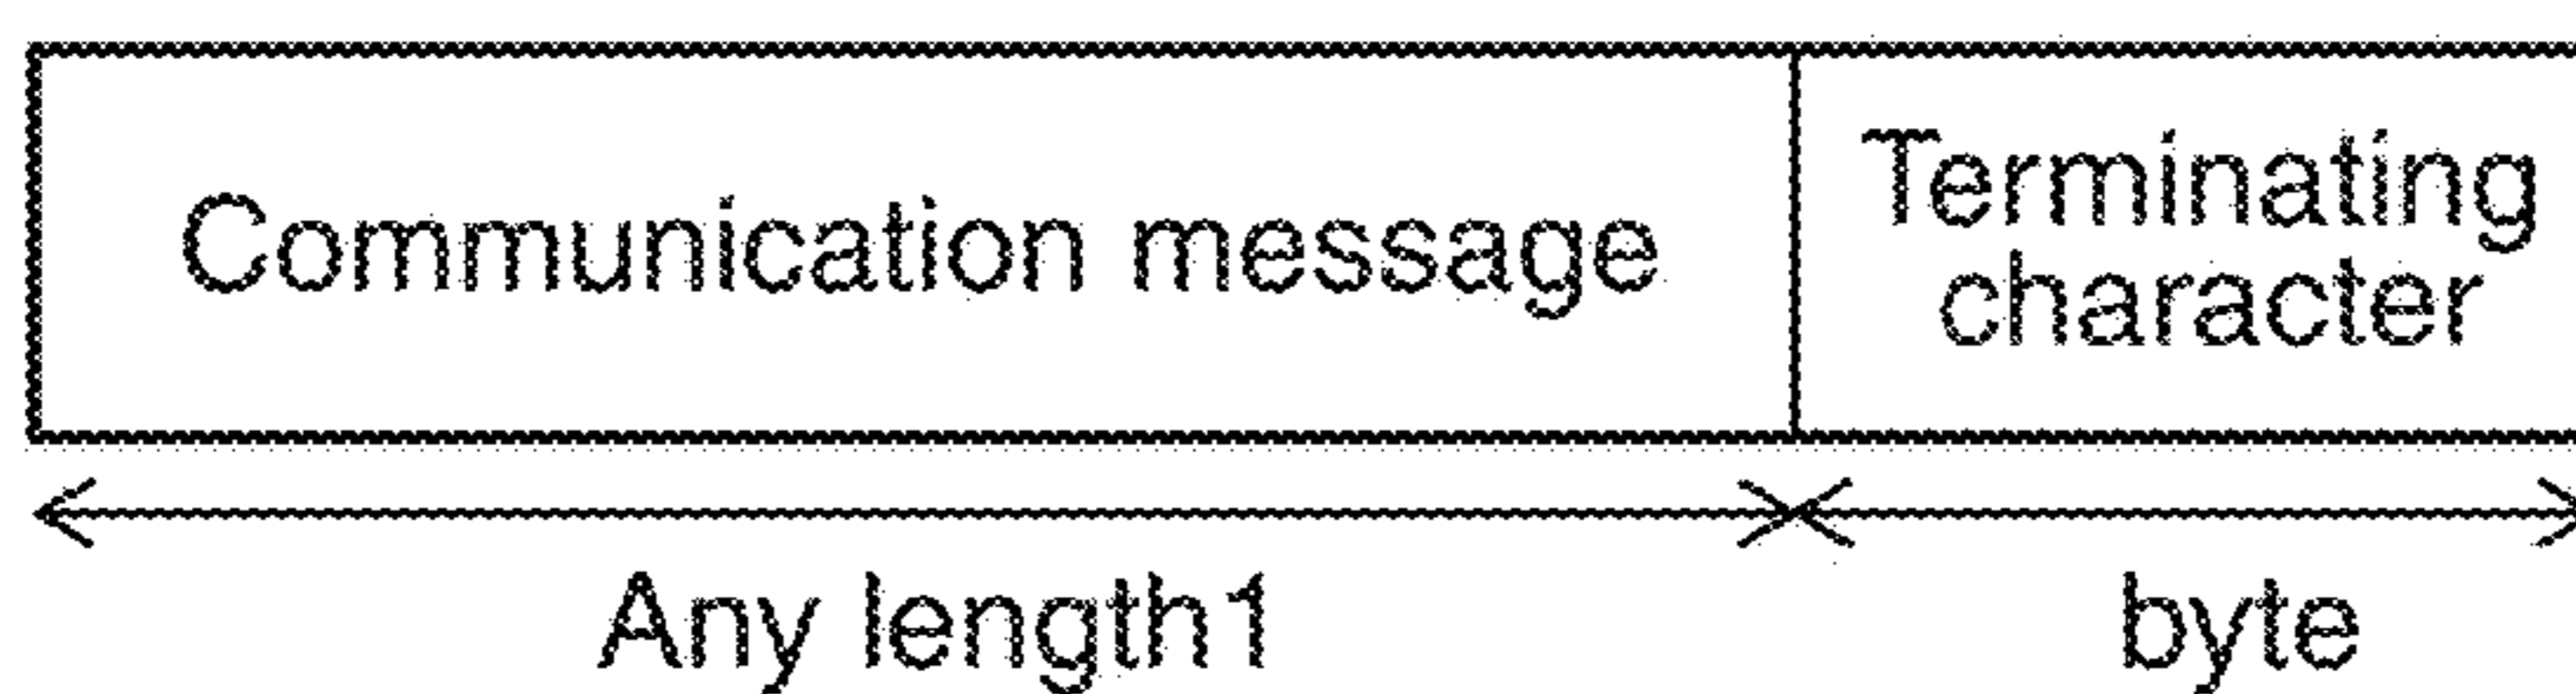 Communication message
Terminating
character
Any length1
byte